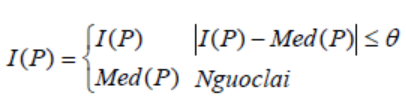 I(P) = { I(P)    |I(P) − Med(P)| ≤ θ
Med(P)  Nguoclai